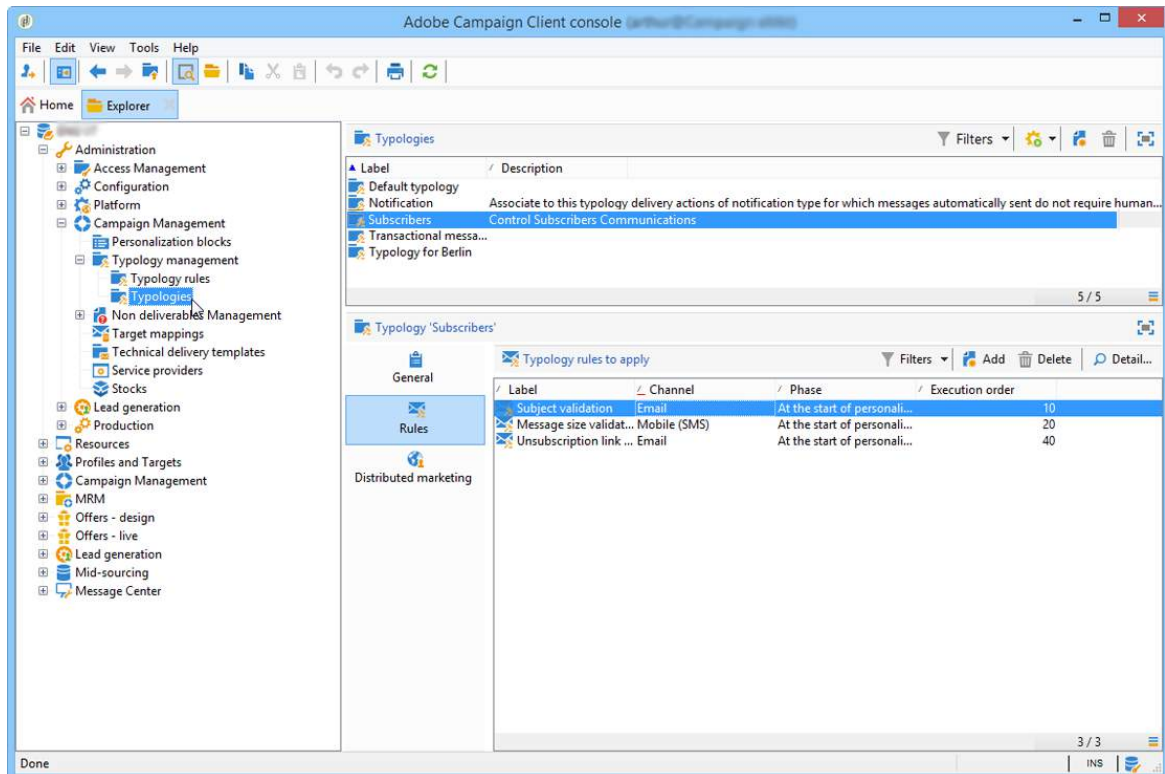 Adobe Campaign Client console
File Edit View Tools Help
Home Explorer
Administration
Access Management
Configuration
Platform
Campaign Management
Personalization blocks
Typology management
Typology rules
Typologies
Non deliverables Management
Target mappings
Technical delivery templates
Service providers
Stocks
Lead generation
Production
Resources
Profiles and Targets
Campaign Management
MRM
Offers - design
Offers - live
Lead generation
Mid-sourcing
Message Center
Typologies Filters
Label Description
Default typology
Notification Associate to this typology delivery actions of notification type for which messages automatically sent do not require human...
Subscribers Control Subscribers Communications
Transactional messa...
Typology for Berlin
5 / 5
Typology 'Subscribers'
General
Rules
Distributed marketing
Typology rules to apply Filters Add Delete Detail...
Label Channel Phase Execution order
Subject validation Email At the start of personali... 10
Message size validat... Mobile (SMS) At the start of personali... 20
Unsubscription link ... Email At the start of personali... 40
3 / 3
Done INS